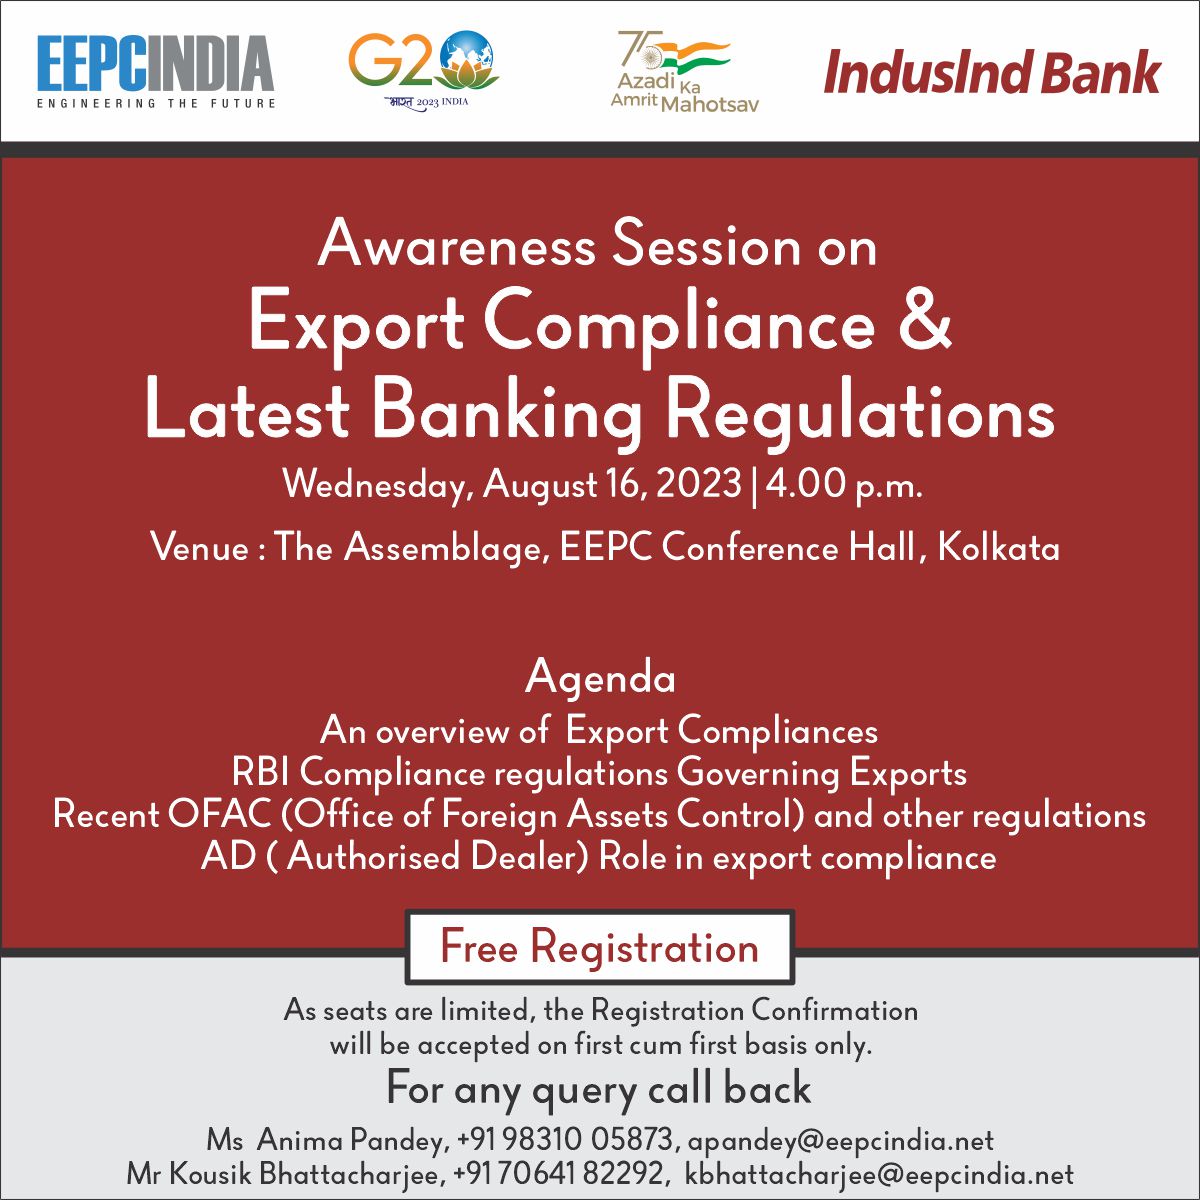 EEPCINDIA
ENGINEERING THE FUTURE
G20
भारत 2023 INDIA
75
Azadi Ka
Amrit Mahotsav
IndusInd Bank
Awareness Session on
Export Compliance &
Latest Banking Regulations
Wednesday, August 16, 2023 | 4.00 p.m.
Venue : The Assemblage, EEPC Conference Hall, Kolkata
Agenda
An overview of Export Compliances
RBI Compliance regulations Governing Exports
Recent OFAC (Office of Foreign Assets Control) and other regulations
AD ( Authorised Dealer) Role in export compliance
Free Registration
As seats are limited, the Registration Confirmation
will be accepted on first cum first basis only.
For any query call back
Ms Anima Pandey, +91 98310 05873, apandey@eepcindia.net
Mr Kousik Bhattacharjee, +91 70641 82292, kbhattacharjee@eepcindia.net